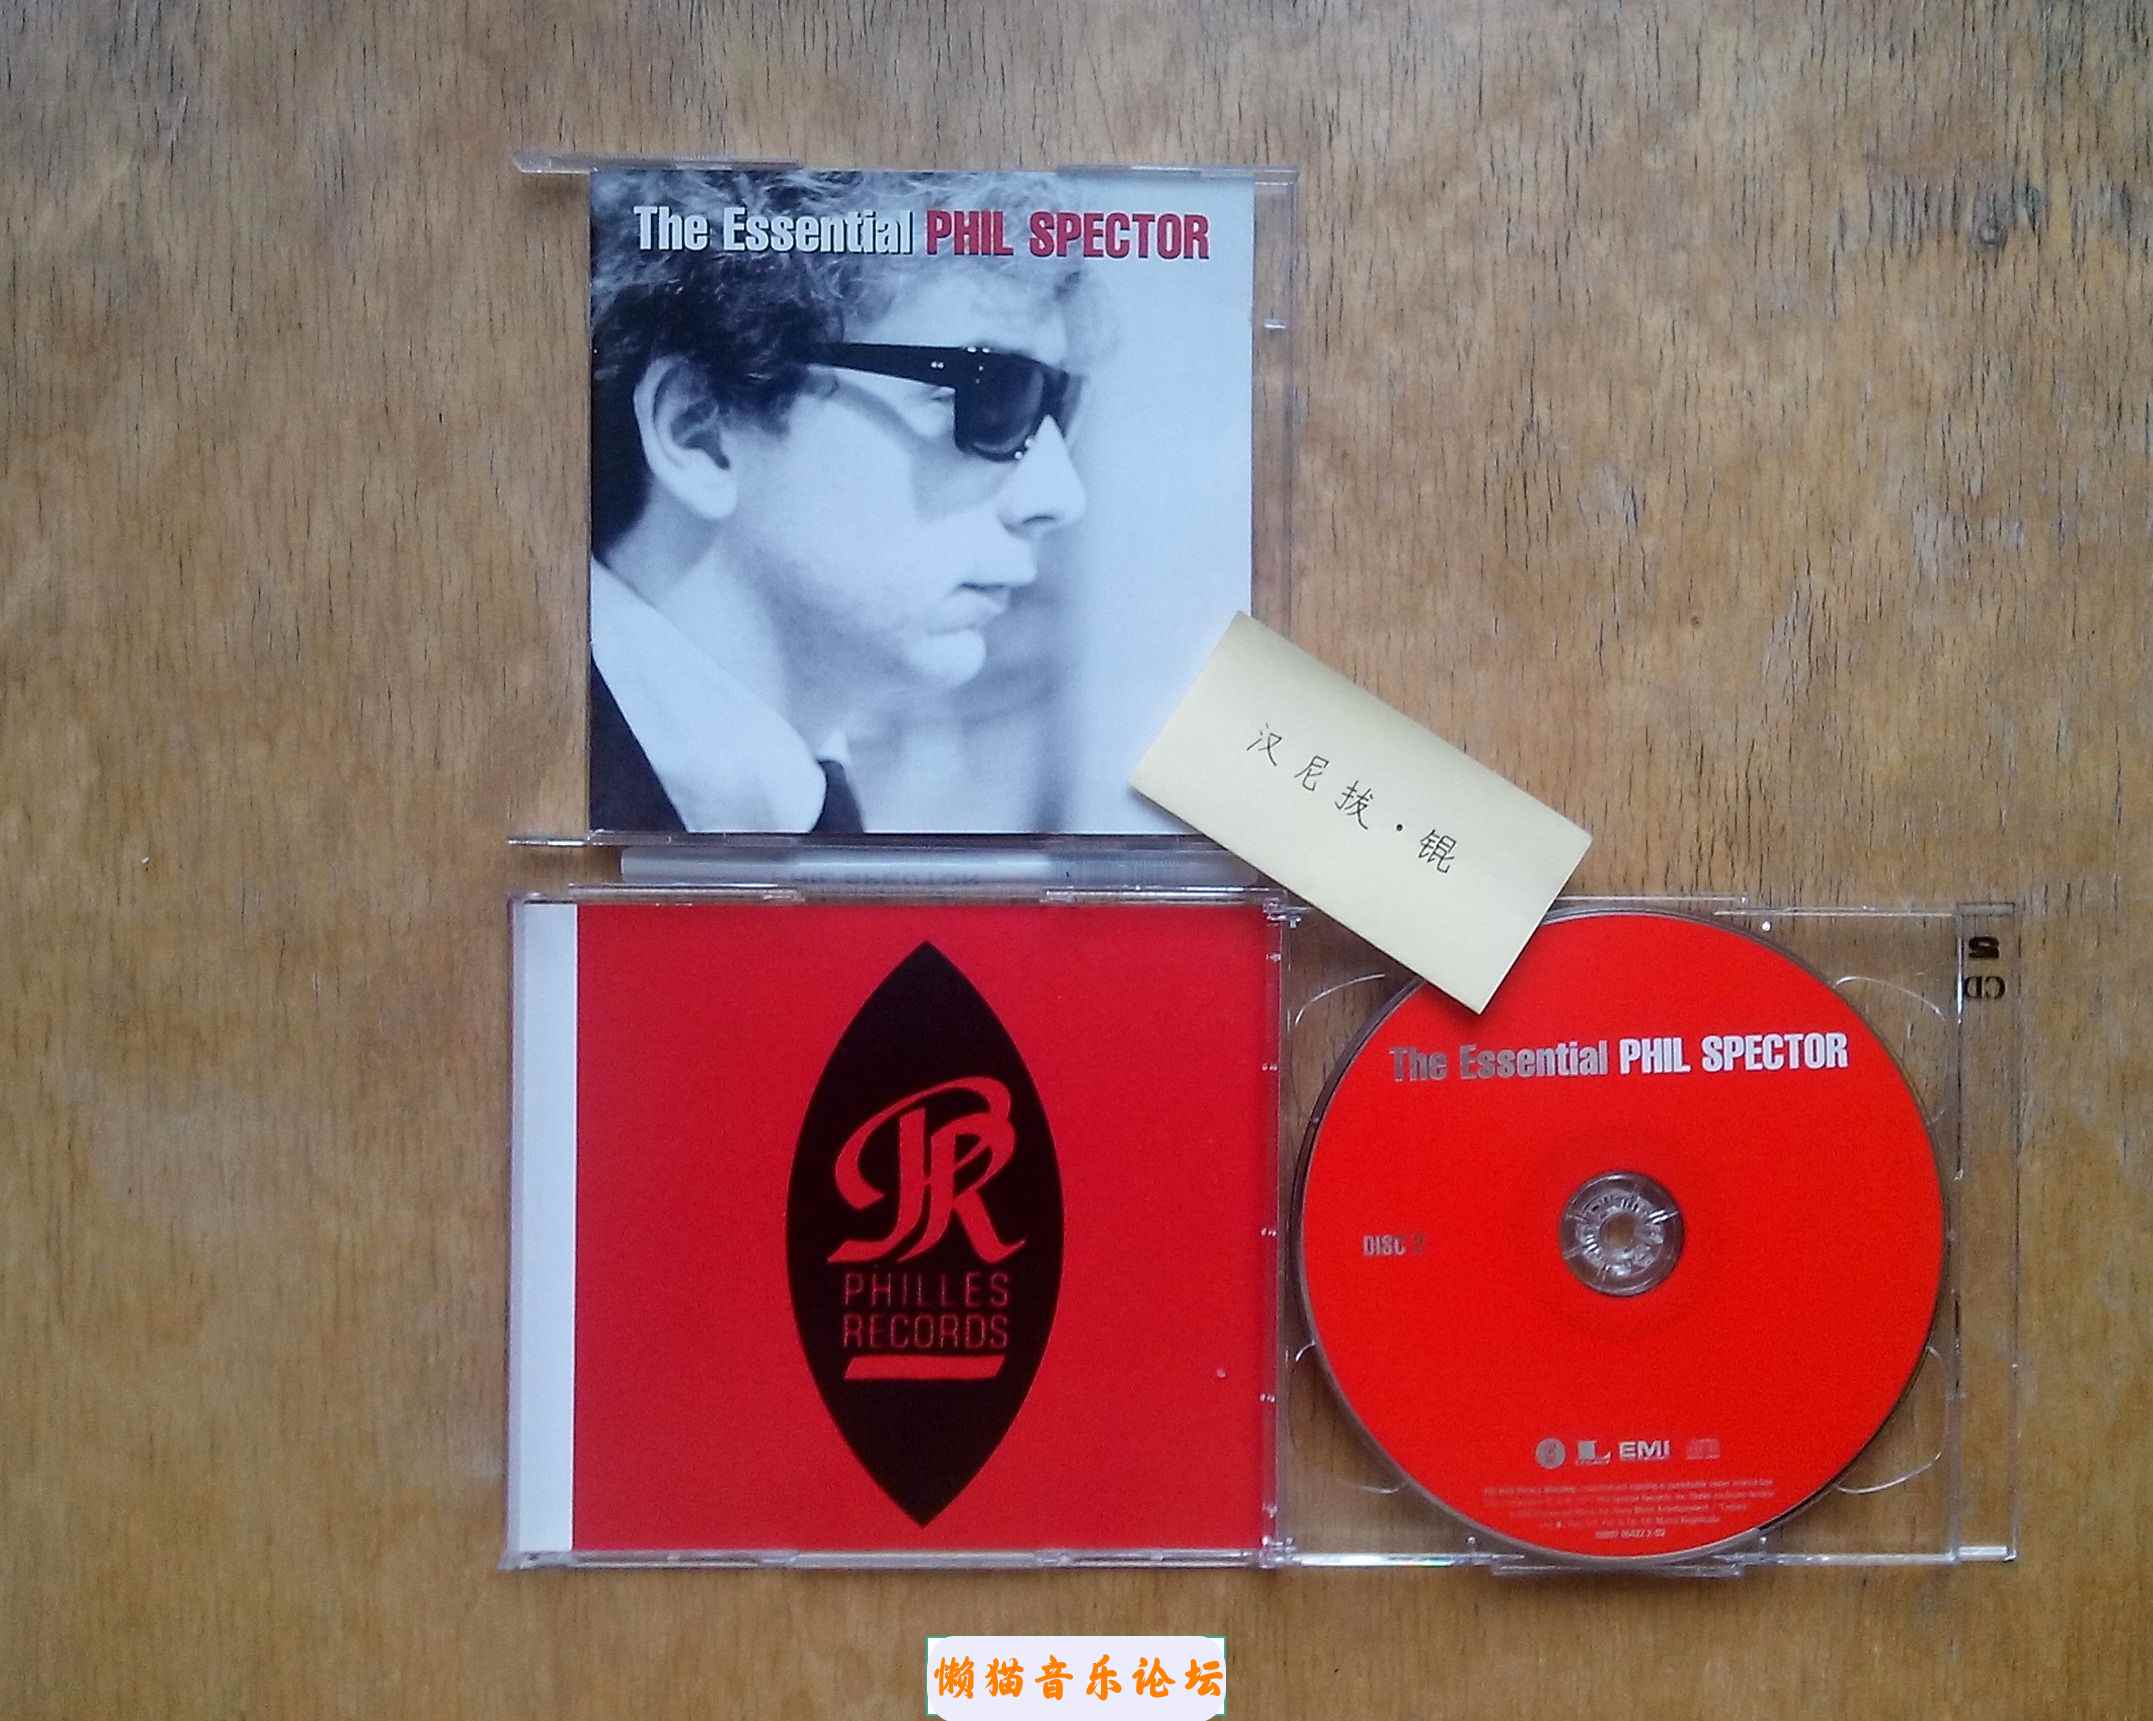 The Essential PHIL SPECTOR
汉尼拔·锟
PHILLES
RECORDS
2
CD
The Essential PHIL SPECTOR
DISC 2
EMI
懒猫音乐论坛